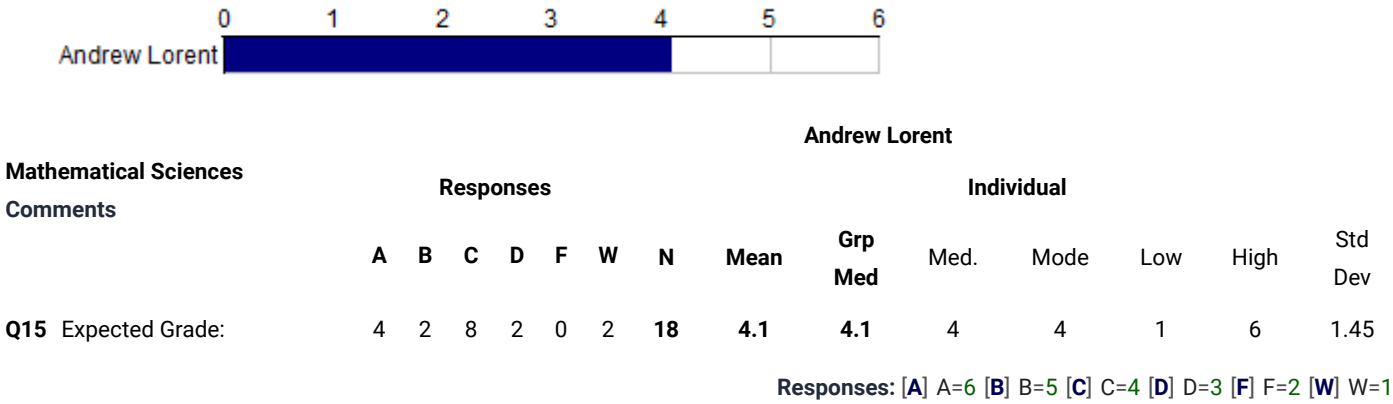 0 1 2 3 4 5 6
Andrew Lorent
Andrew Lorent
Mathematical Sciences
Comments
Responses
Individual
A B C D F W N Mean Grp Med Med. Mode Low High Std Dev
Q15 Expected Grade: 4 2 8 2 0 2 18 4.1 4.1 4 4 1 6 1.45
Responses: [A] A=6 [B] B=5 [C] C=4 [D] D=3 [F] F=2 [W] W=1